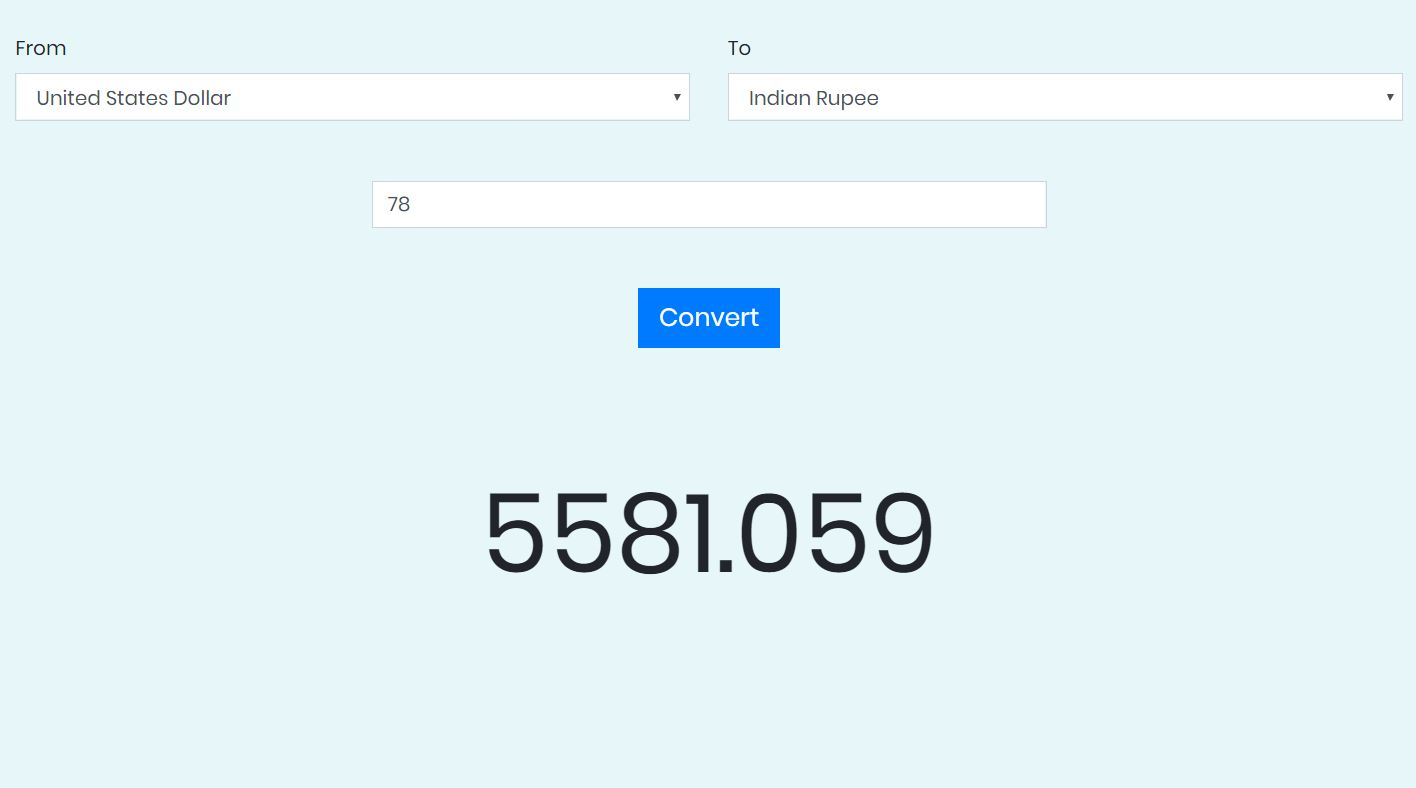 From
To
United States Dollar
Indian Rupee
78
Convert
5581.059